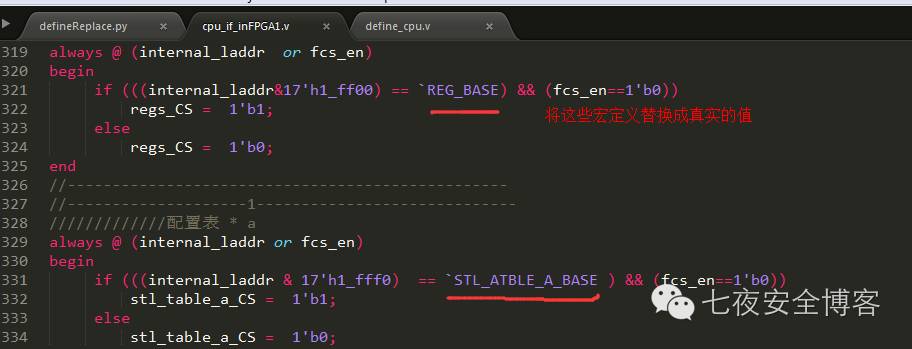 defineReplace.py × cpu_if_inFPGA1.v × define_cpu.v ×
319 always @ (internal_laddr  or fcs_en)
320 begin
321     if (((internal_laddr&17'h1_ff00) == `REG_BASE) && (fcs_en==1'b0))
322         regs_CS =  1'b1;
将这些宏定义替换成真实的值
323     else
324         regs_CS =  1'b0;
325 end
326 //--------------------------------------------------
327 //--------------------1-----------------------------
328 /////////////配置表 * a
329 always @ (internal_laddr or fcs_en)
330 begin
331     if (((internal_laddr & 17'h1_fff0)  == `STL_ATBLE_A_BASE ) && (fcs_en==1'b0))
332         stl_table_a_CS =  1'b1;
333     else
334         stl_table_a_CS =  1'b0;
七夜安全博客